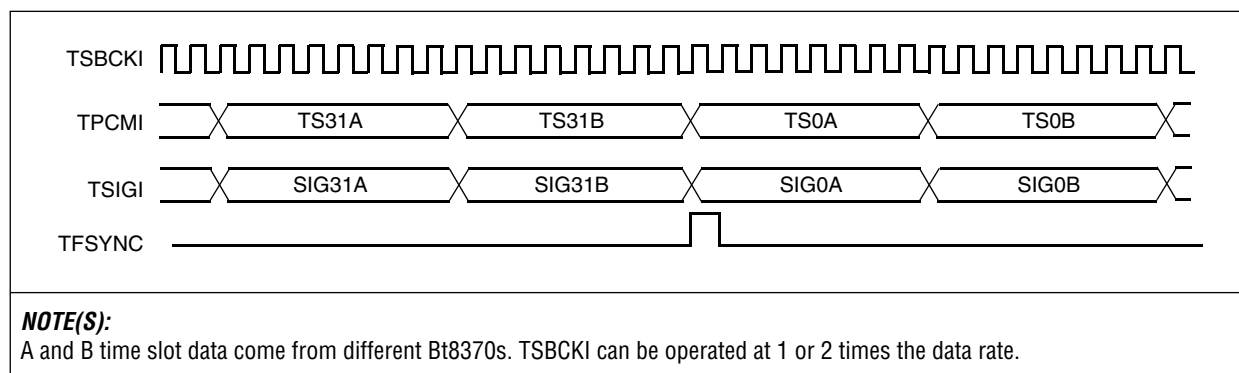 TSBCKI
TPCMI TS31A TS31B TS0A TS0B
TSIGI SIG31A SIG31B SIG0A SIG0B
TFSYNC
NOTE(S):
A and B time slot data come from different Bt8370s. TSBCKI can be operated at 1 or 2 times the data rate.